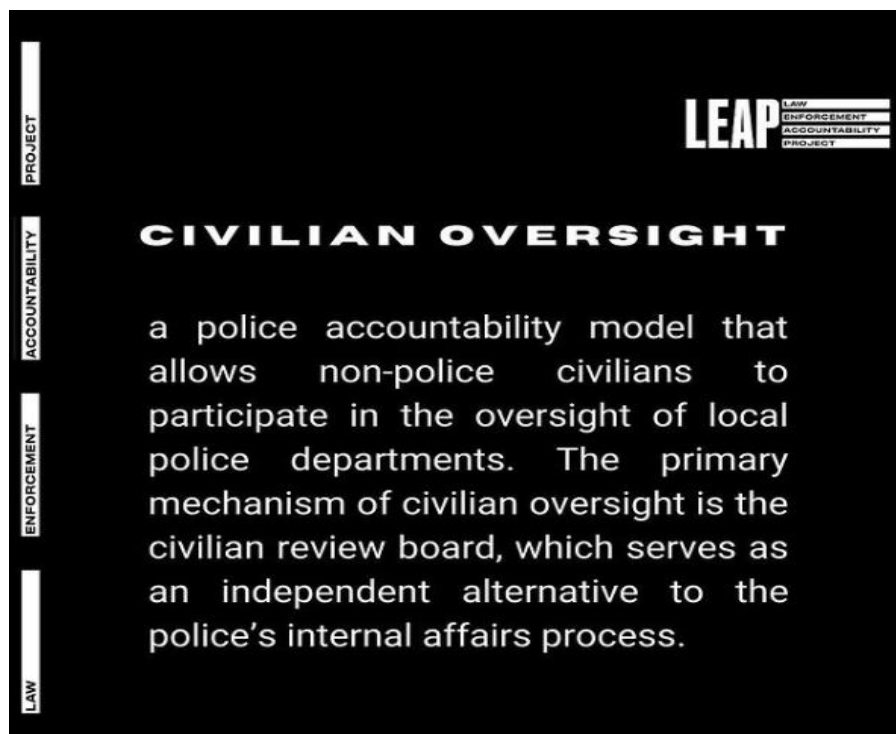 LEAP
LAW
ENFORCEMENT
ACCOUNTABILITY
PROJECT
CIVILIAN OVERSIGHT
a police accountability model that
allows non-police civilians to
participate in the oversight of local
police departments. The primary
mechanism of civilian oversight is the
civilian review board, which serves as
an independent alternative to the
police’s internal affairs process.
LAW
ENFORCEMENT
ACCOUNTABILITY
PROJECT